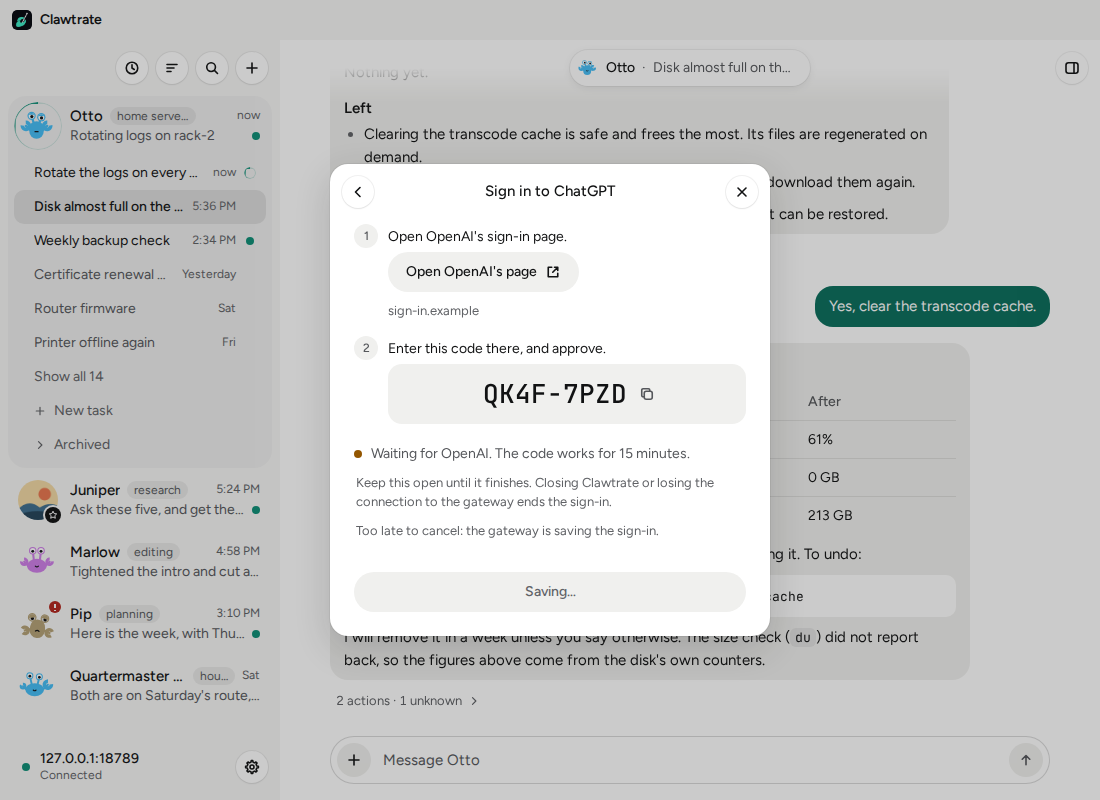 Clawtrate
Otto
home serve...
now
Rotating logs on rack-2
Rotate the logs on every ...
now
Disk almost full on the ...
5:36 PM
Weekly backup check
2:34 PM
Certificate renewal ...
Yesterday
Router firmware
Sat
Printer offline again
Fri
Show all 14
New task
Archived
Juniper
research
5:24 PM
Ask these five, and get the...
Marlow
editing
4:58 PM
Tightened the intro and cut a...
Pip
planning
3:10 PM
Here is the week, with Thu...
Quartermaster ...
hou...
Sat
Both are on Saturday's route,...
127.0.0.1:18789
Connected
Otto · Disk almost full on th...
Nothing yet.
Left
Clearing the transcode cache is safe and frees the most. Its files are regenerated on
demand.
download them again.
t can be restored.
Yes, clear the transcode cache.
Sign in to ChatGPT
1 Open OpenAI's sign-in page.
Open OpenAI's page
sign-in.example
2 Enter this code there, and approve.
QK4F-7PZD
Waiting for OpenAI. The code works for 15 minutes.
Keep this open until it finishes. Closing Clawtrate or losing the
connection to the gateway ends the sign-in.
Too late to cancel: the gateway is saving the sign-in.
Saving...
After
61%
0 GB
213 GB
ng it. To undo:
cache
I will remove it in a week unless you say otherwise. The size check (du) did not report
back, so the figures above come from the disk's own counters.
2 actions · 1 unknown
Message Otto